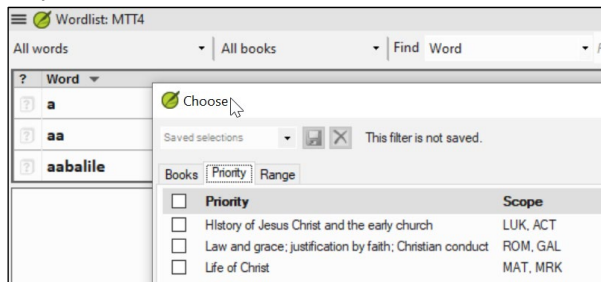 Wordlist: MTT4
All words All books Find Word
? Word
a
aa
aabalile
Choose
Saved selections This filter is not saved.
Books Priority Range
Priority Scope
HIstory of Jesus Christ and the early church LUK, ACT
Law and grace; justification by faith; Christian conduct ROM, GAL
Life of Christ MAT, MRK